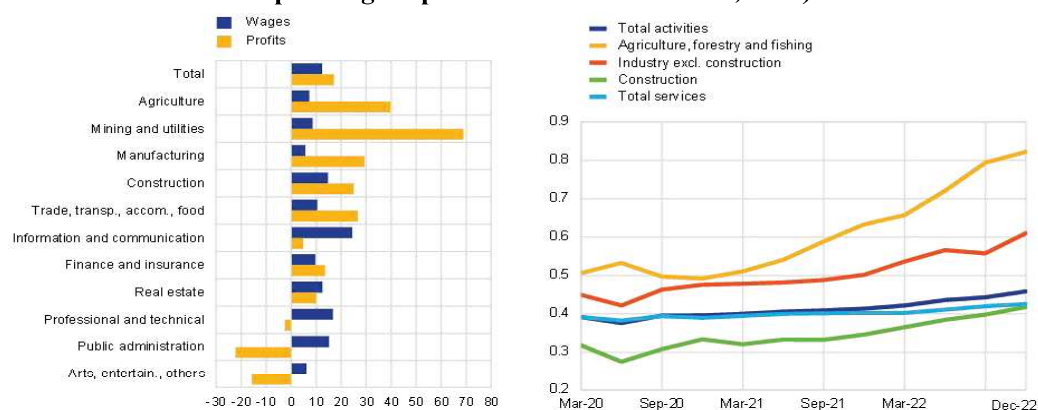 Wages
Profits
Total
Agriculture
Mining and utilities
Manufacturing
Construction
Trade, transp., accom., food
Information and communication
Finance and insurance
Real estate
Professional and technical
Public administration
Arts, entertain., others
-30 -20 -10 0 10 20 30 40 50 60 70 80
Total activities
Agriculture, forestry and fishing
Industry excl. construction
Construction
Total services
0.9
0.8
0.7
0.6
0.5
0.4
0.3
0.2
Mar-20 Sep-20 Mar-21 Sep-21 Mar-22 Dec-22